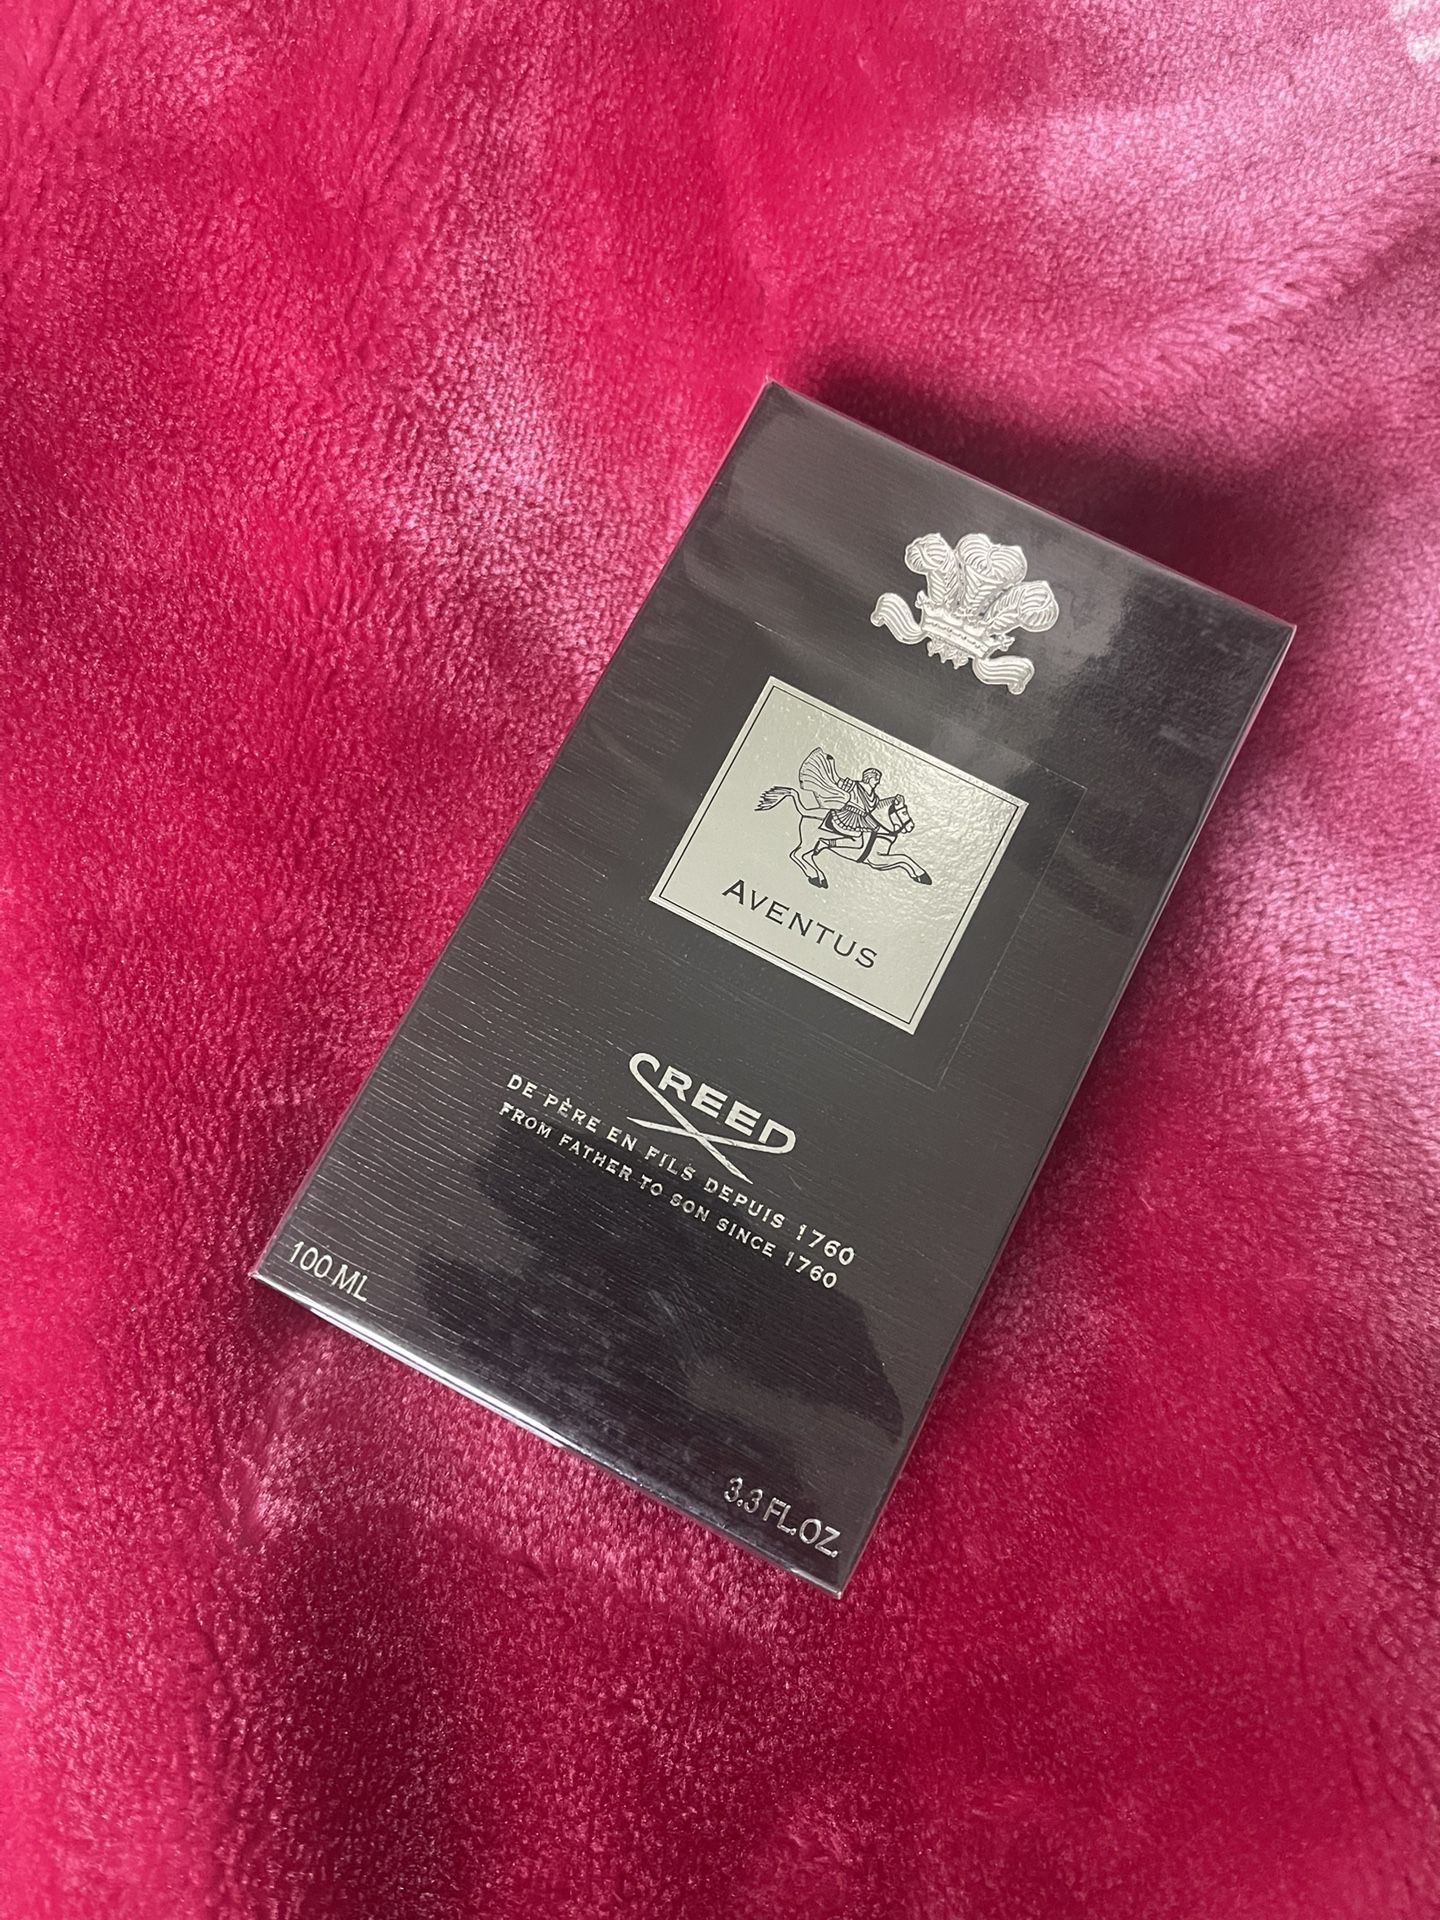 AVENTUS
CREED
DE PÈRE EN FILS DEPUIS 1760
FROM FATHER TO SON SINCE 1760
100 ML
3.3 FL.OZ.